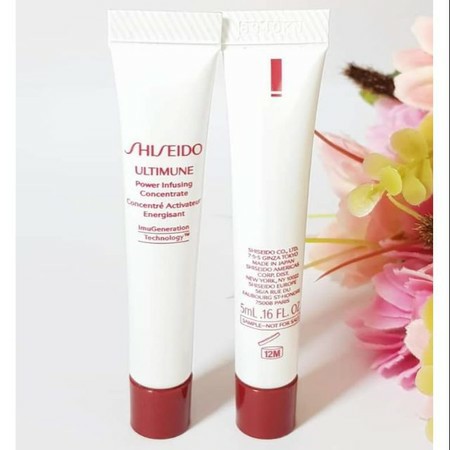 SHISEIDO
ULTIMUNE
Power Infusing
Concentrate
Concentré Activateur
Energisant
ImuGeneration
Technology™
SHISEIDO CO., LTD.
7-5-5 GINZA TOKYO
MADE IN JAPAN
SHISEIDO AMERICAS
CORP. DIST.
NEW YORK, NY 10022
SHISEIDO EUROPE
56/A RUE DU
FAUBOURG ST-HONORÉ
75008 PARIS
5mL .16 FL. OZ.
SAMPLE-NOT FOR SALE
12M